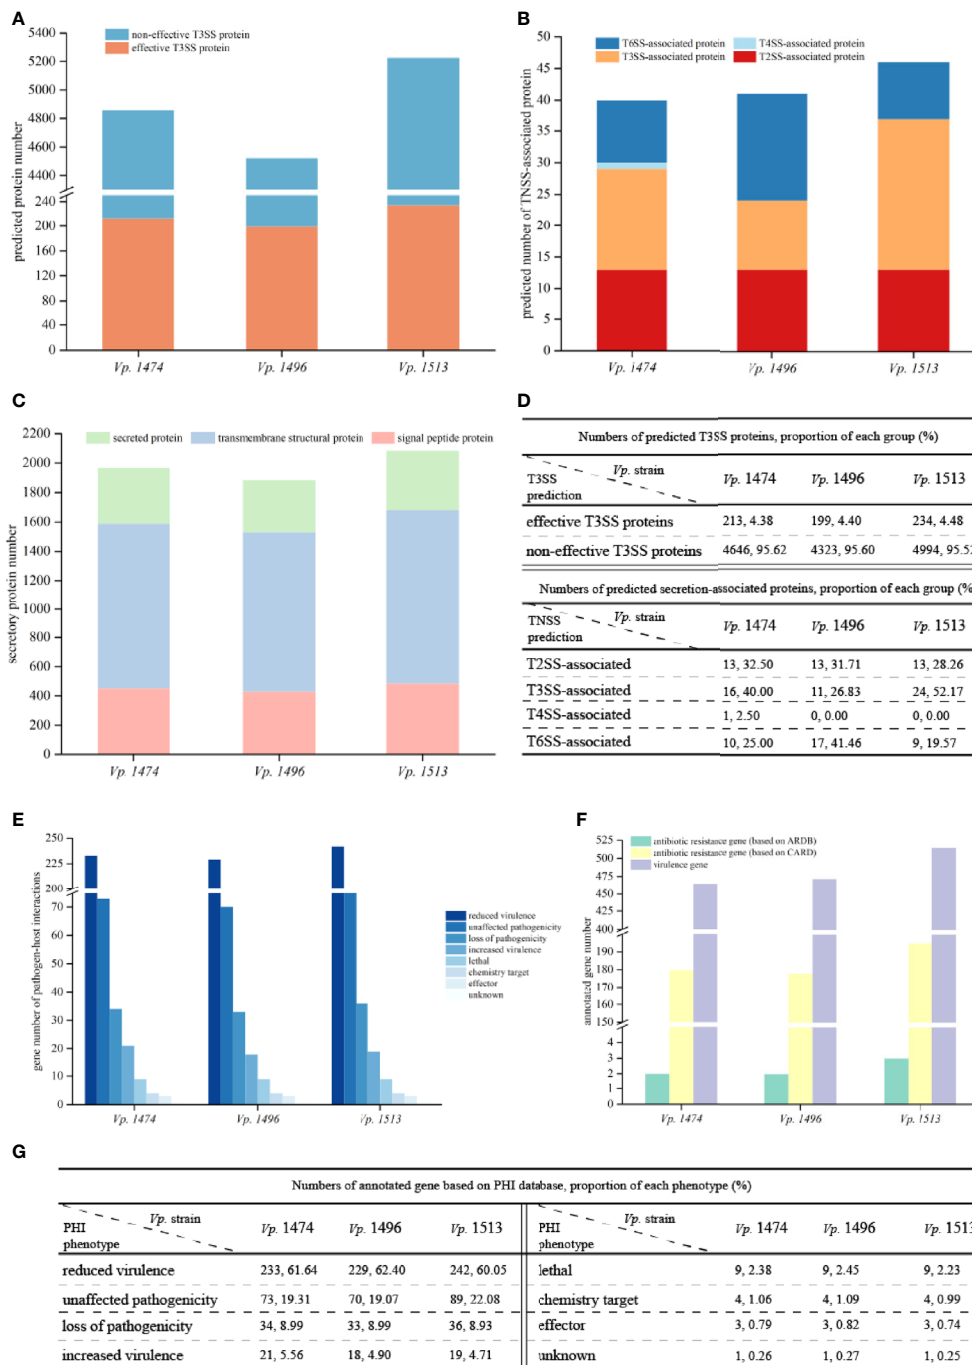 A
5400
5200
5000
4800
4600
4400
240
200
160
120
80
40
0
predicted protein number
non-effective T3SS protein
effective T3SS protein
Vp. 1474
Vp. 1496
Vp. 1513
B
50
45
40
35
30
25
20
15
10
5
0
predicted number of TNSS-associated protein
T6SS-associated protein
T4SS-associated protein
T3SS-associated protein
T2SS-associated protein
Vp. 1474
Vp. 1496
Vp. 1513
C
2200
2000
1800
1600
1400
1200
1000
800
600
400
200
0
secretory protein number
secreted protein
transmembrane structural protein
signal peptide protein
Vp. 1474
Vp. 1496
Vp. 1513
D
Numbers of predicted T3SS proteins, proportion of each group (%)
Vp. strain
T3SS prediction
Vp. 1474 Vp. 1496 Vp. 1513
effective T3SS proteins 213, 4.38 199, 4.40 234, 4.48
non-effective T3SS proteins 4646, 95.62 4323, 95.60 4994, 95.5
Numbers of predicted secretion-associated proteins, proportion of each group (%
Vp. strain
TNSS prediction
Vp. 1474 Vp. 1496 Vp. 1513
T2SS-associated 13, 32.50 13, 31.71 13, 28.26
T3SS-associated 16, 40.00 11, 26.83 24, 52.17
T4SS-associated 1, 2.50 0, 0.00 0, 0.00
T6SS-associated 10, 25.00 17, 41.46 9, 19.57
E
250
225
200
70
60
50
40
30
20
10
0
gene number of pathogen-host interactions
reduced virulence
unaffected pathogenicity
loss of pathogenicity
increased virulence
lethal
chemistry target
effector
unknown
Vp. 1474
Vp. 1496
Vp. 1513
F
525
500
475
450
425
400
190
180
170
160
150
4
3
2
1
0
annotated gene number
antibiotic resistance gene (based on ARDB)
antibiotic resistance gene (based on CARD)
virulence gene
Vp. 1474
Vp. 1496
Vp. 1513
G
Numbers of annotated gene based on PHI database, proportion of each phenotype (%)
Vp. strain
PHI phenotype
Vp. 1474 Vp. 1496 Vp. 1513
reduced virulence 233, 61.64 229, 62.40 242, 60.05
unaffected pathogenicity 73, 19.31 70, 19.07 89, 22.08
loss of pathogenicity 34, 8.99 33, 8.99 36, 8.93
increased virulence 21, 5.56 18, 4.90 19, 4.71
Vp. strain
PHI phenotype
Vp. 1474 Vp. 1496 Vp. 1513
lethal 9, 2.38 9, 2.45 9, 2.23
chemistry target 4, 1.06 4, 1.09 4, 0.99
effector 3, 0.79 3, 0.82 3, 0.74
unknown 1, 0.26 1, 0.27 1, 0.25